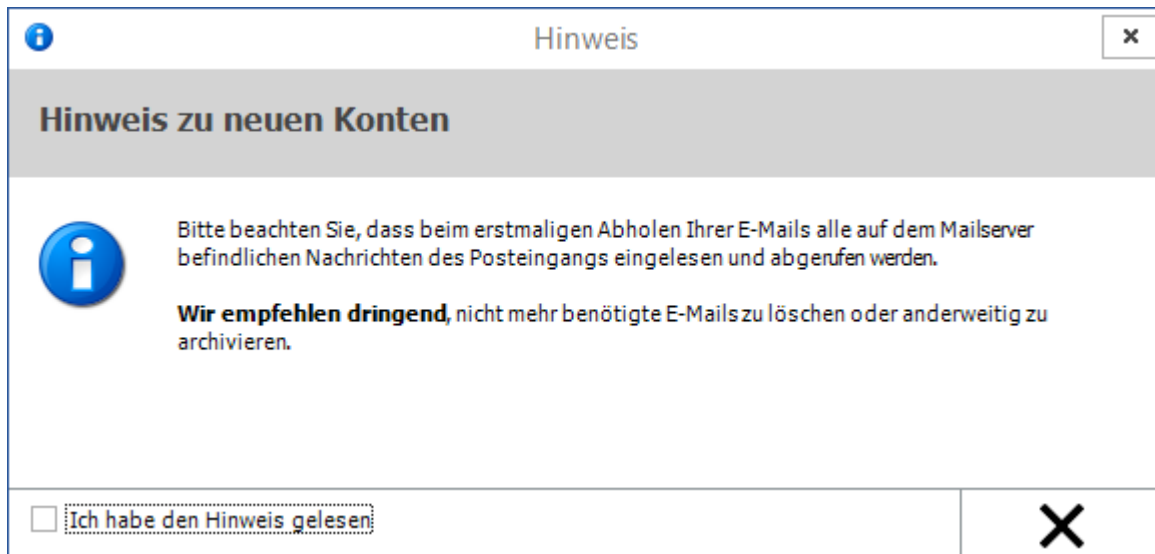 Hinweis
Hinweis zu neuen Konten
Bitte beachten Sie, dass beim erstmaligen Abholen Ihrer E-Mails alle auf dem Mailserver
befindlichen Nachrichten des Posteingangs eingelesen und abgerufen werden.
Wir empfehlen dringend, nicht mehr benötigte E-Mails zu löschen oder anderweitig zu
archivieren.
Ich habe den Hinweis gelesen